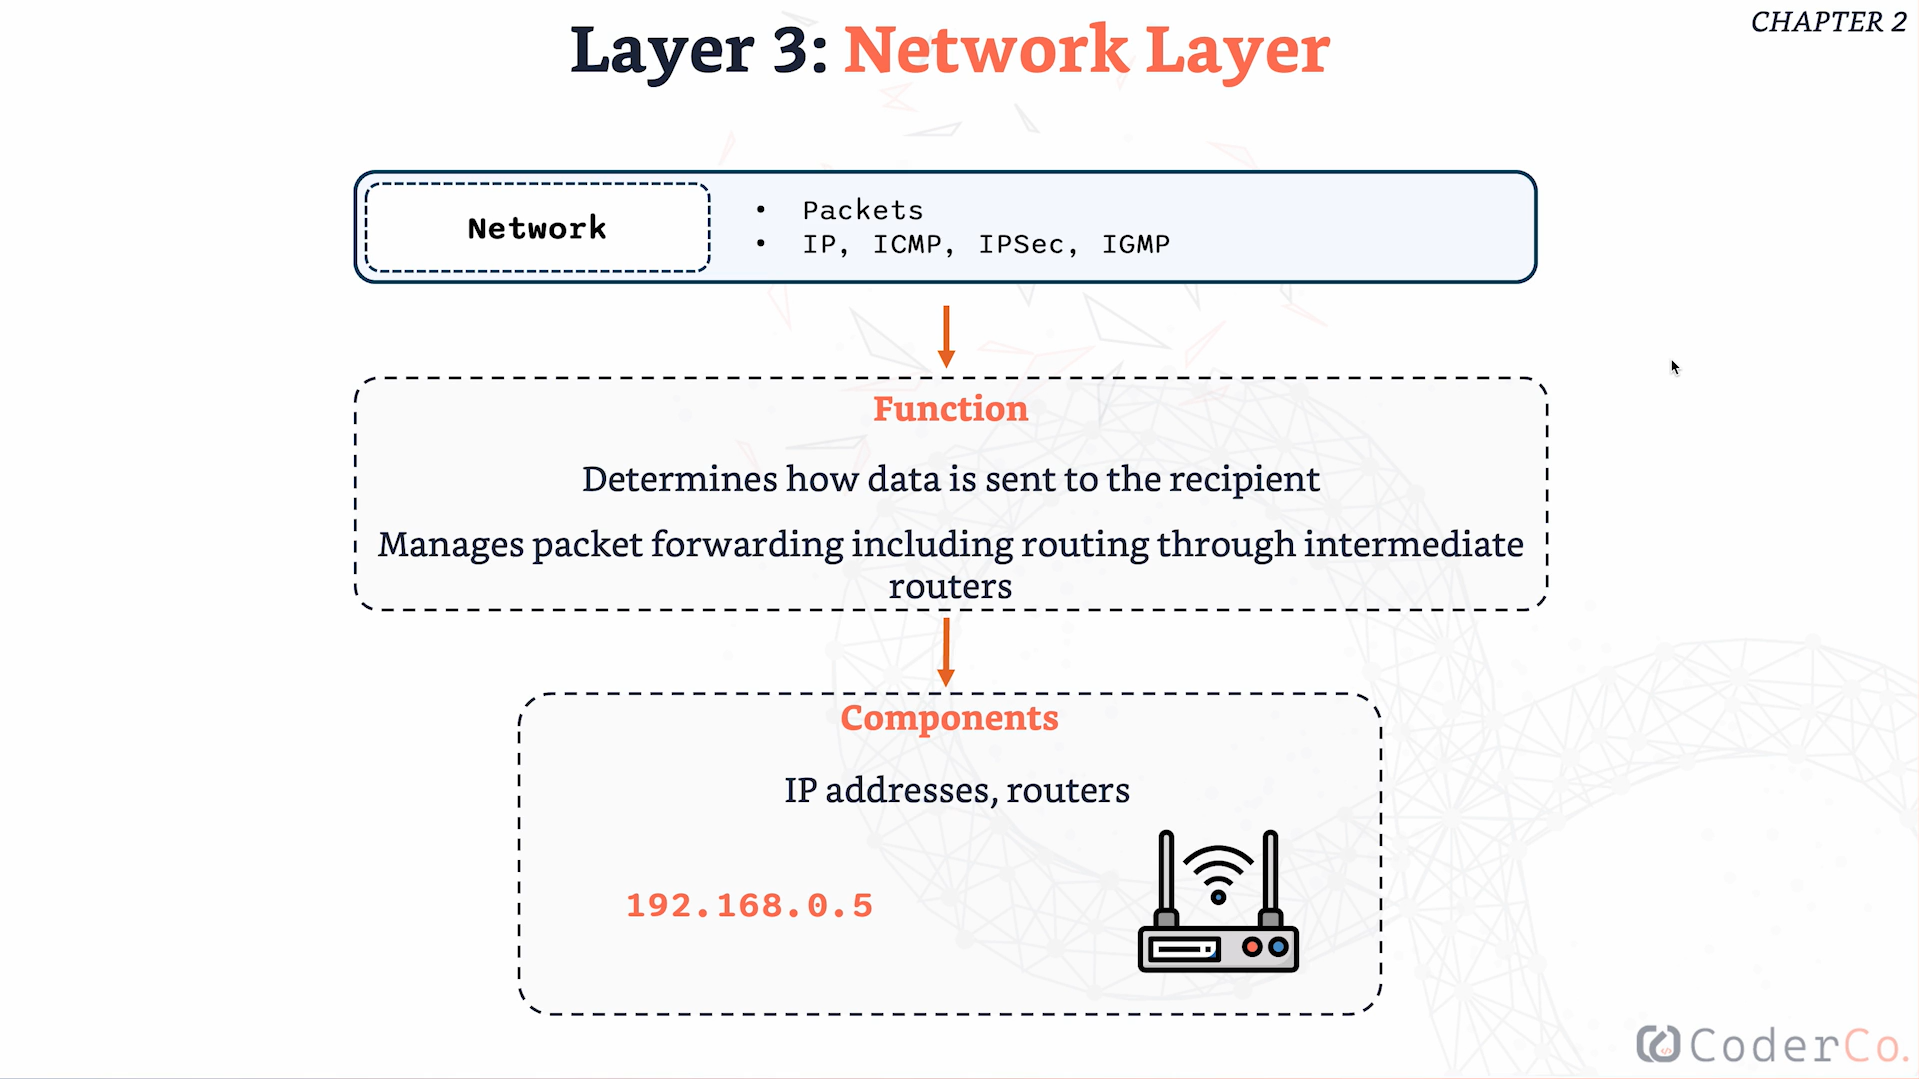 CHAPTER 2
Layer 3: Network Layer
Network
• Packets
• IP, ICMP, IPSec, IGMP
Function
Determines how data is sent to the recipient
Manages packet forwarding including routing through intermediate
routers
Components
IP addresses, routers
192.168.0.5
CoderCo.